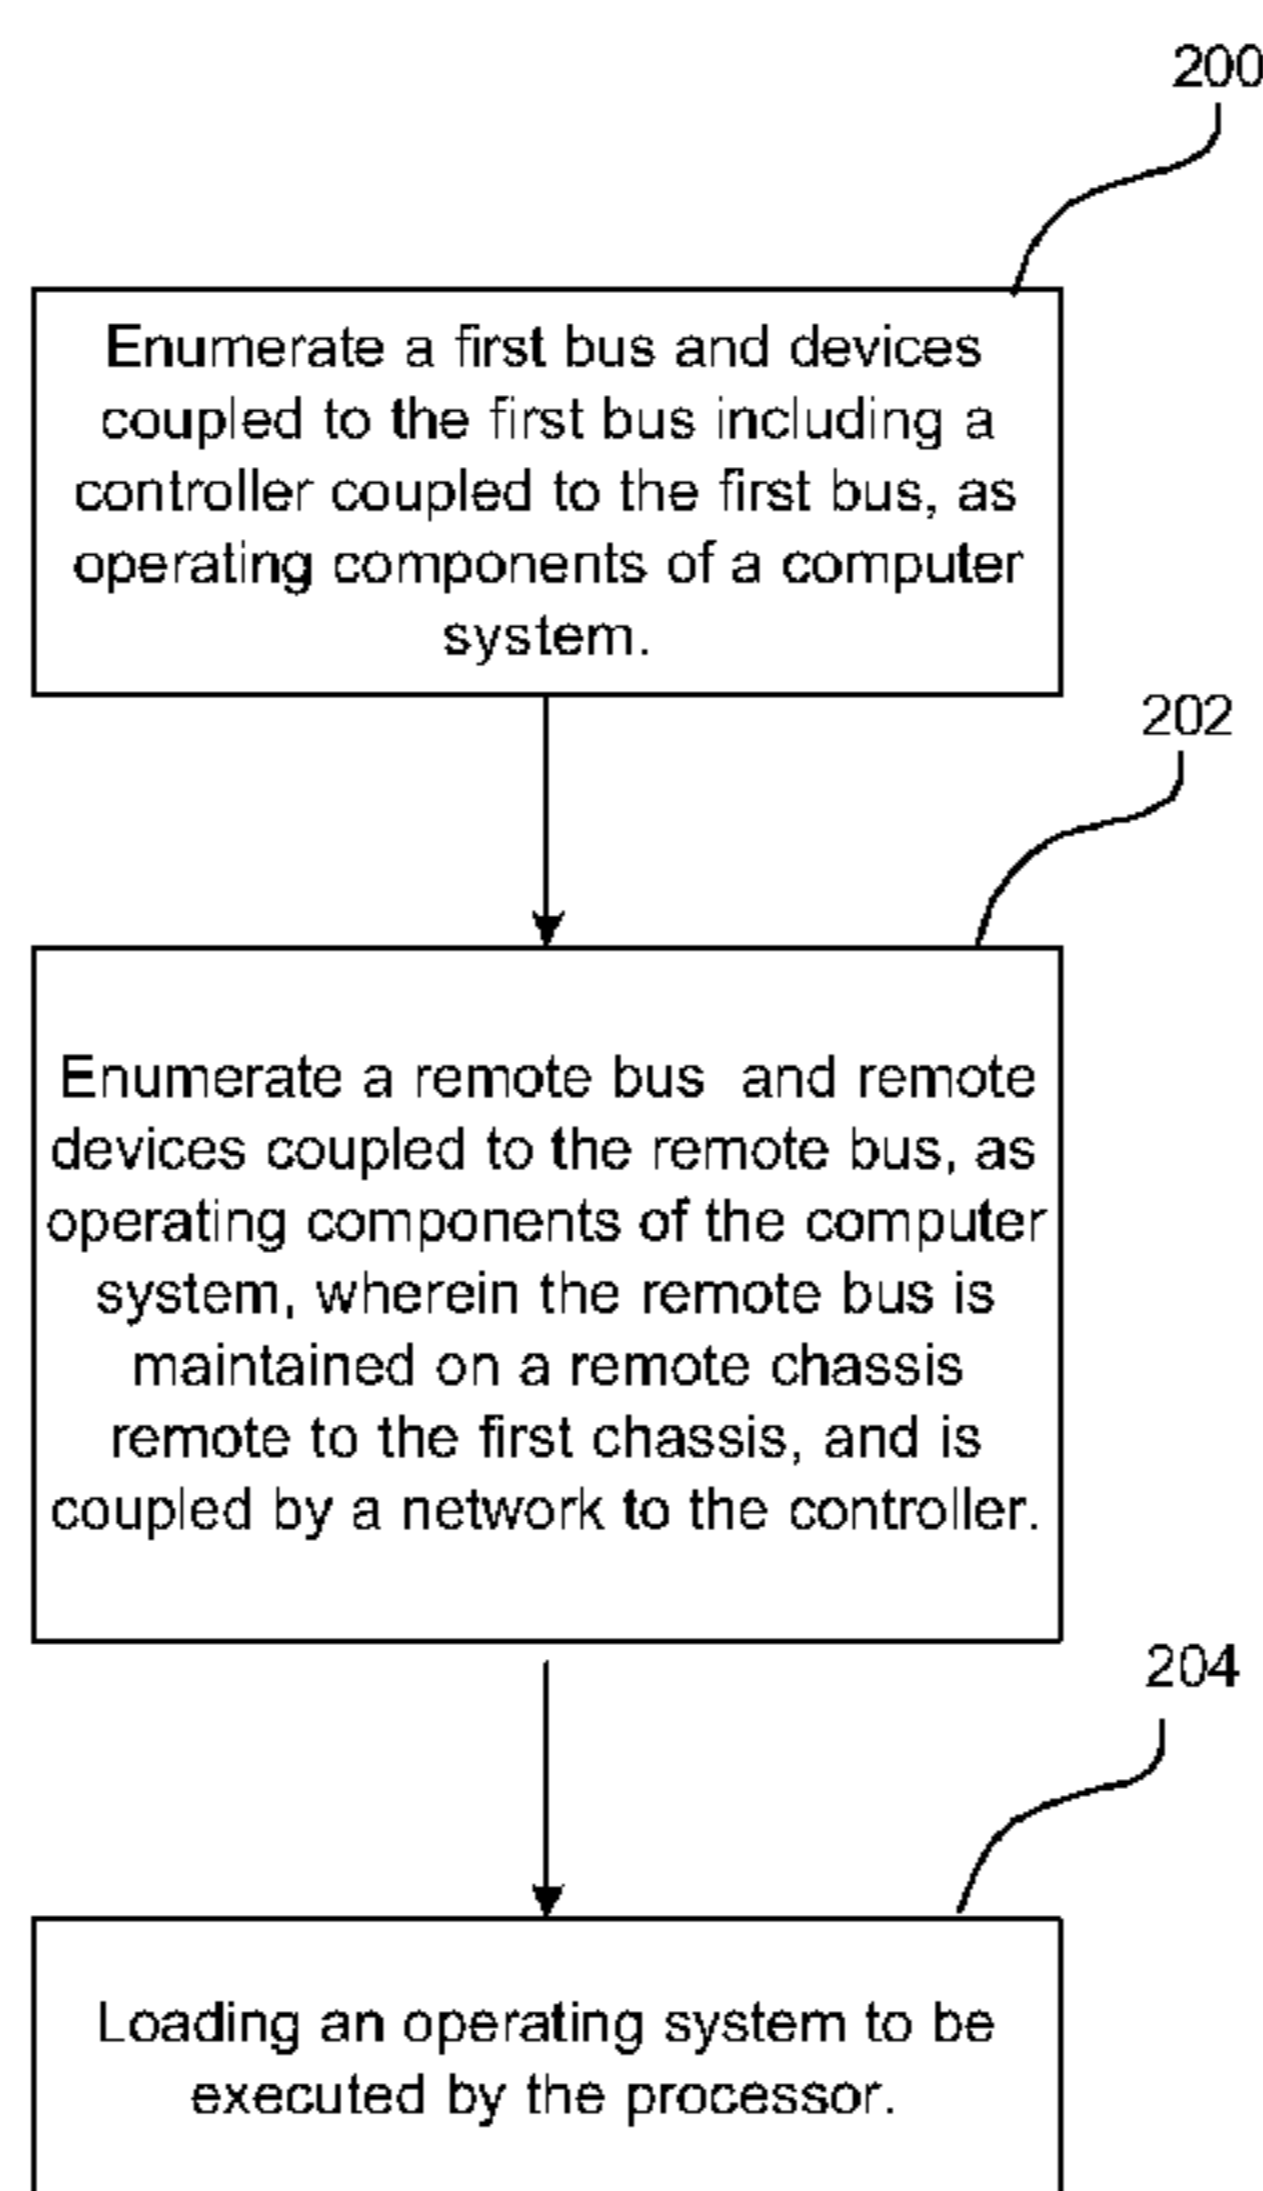 200
Enumerate a first bus and devices
coupled to the first bus including a
controller coupled to the first bus, as
operating components of a computer
system.
202
Enumerate a remote bus and remote
devices coupled to the remote bus, as
operating components of the computer
system, wherein the remote bus is
maintained on a remote chassis
remote to the first chassis, and is
coupled by a network to the controller.
204
Loading an operating system to be
executed by the processor.